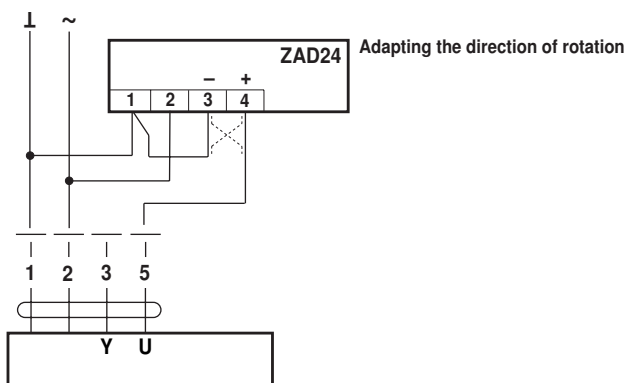 ⊥ ~
ZAD24
Adapting the direction of rotation
– +
1 2 3 4
1 2 3 5
Y U